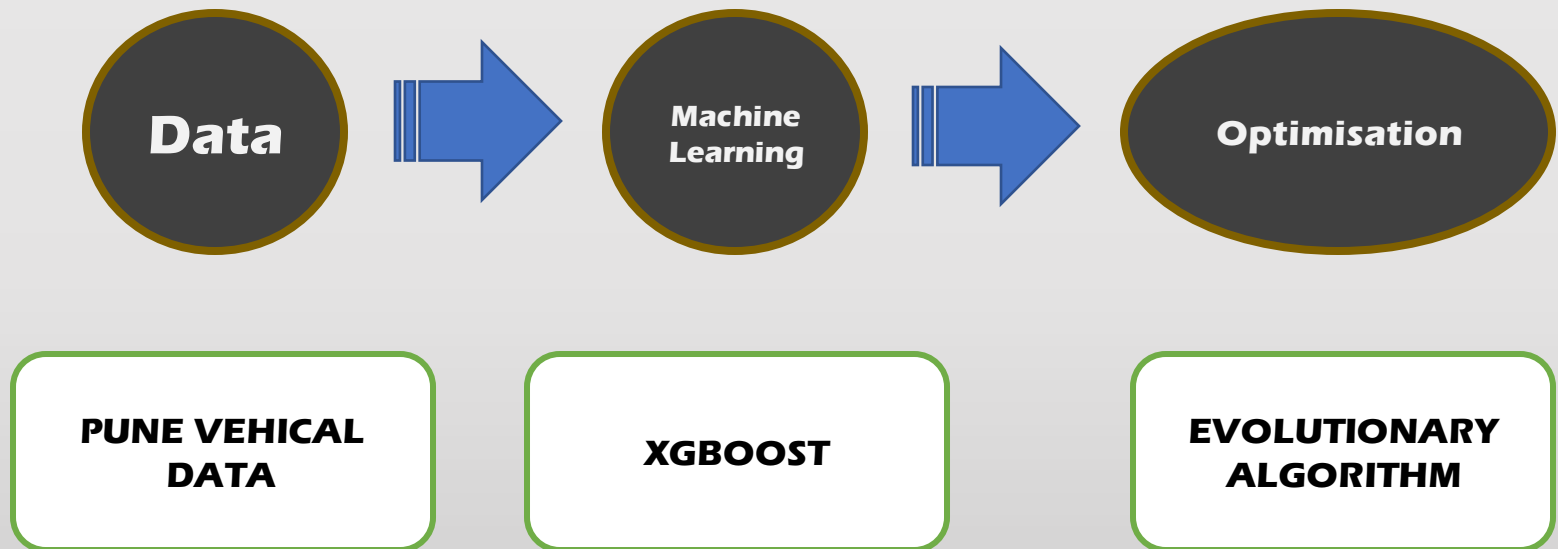 Data
Machine
Learning
Optimisation
PUNE VEHICAL
DATA
XGBOOST
EVOLUTIONARY
ALGORITHM